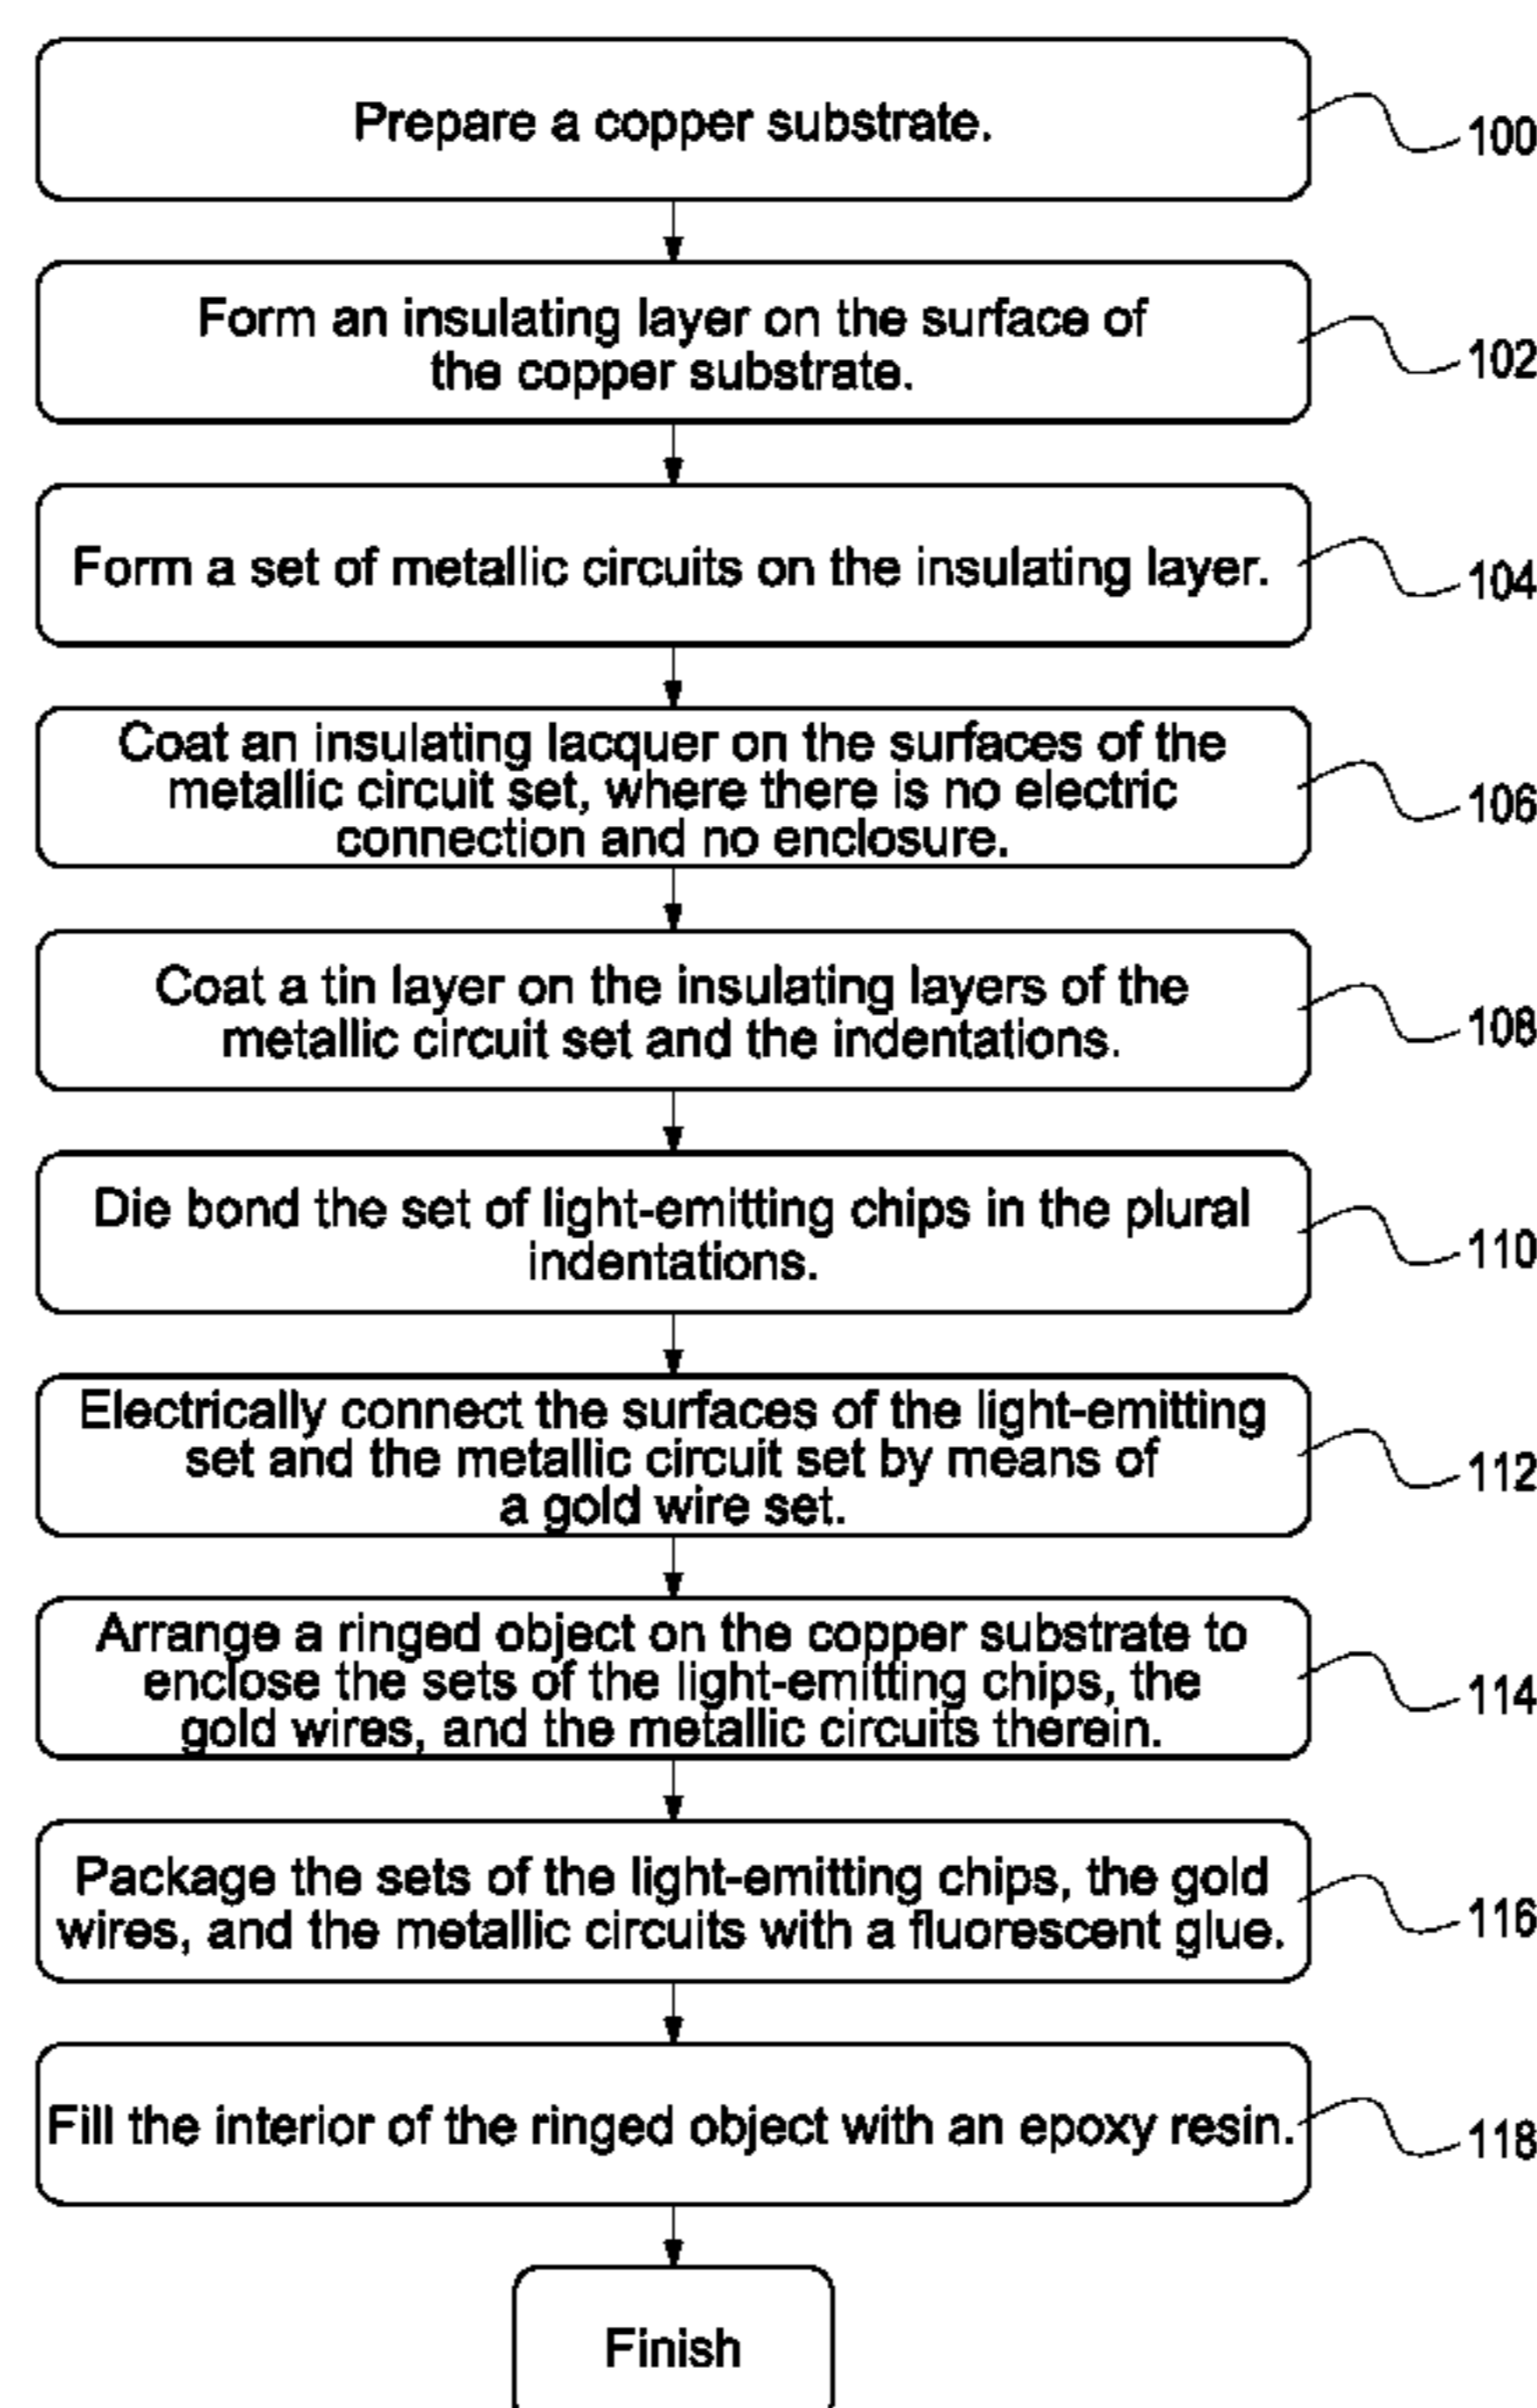 Prepare a copper substrate.
100
Form an insulating layer on the surface of
the copper substrate.
102
Form a set of metallic circuits on the insulating layer.
104
Coat an insulating lacquer on the surfaces of the
metallic circuit set, where there is no electric
connection and no enclosure.
106
Coat a tin layer on the insulating layers of the
metallic circuit set and the indentations.
108
Die bond the set of light-emitting chips in the plural
indentations.
110
Electrically connect the surfaces of the light-emitting
set and the metallic circuit set by means of
a gold wire set.
112
Arrange a ringed object on the copper substrate to
enclose the sets of the light-emitting chips, the
gold wires, and the metallic circuits therein.
114
Package the sets of the light-emitting chips, the gold
wires, and the metallic circuits with a fluorescent glue.
116
Fill the interior of the ringed object with an epoxy resin.
118
Finish